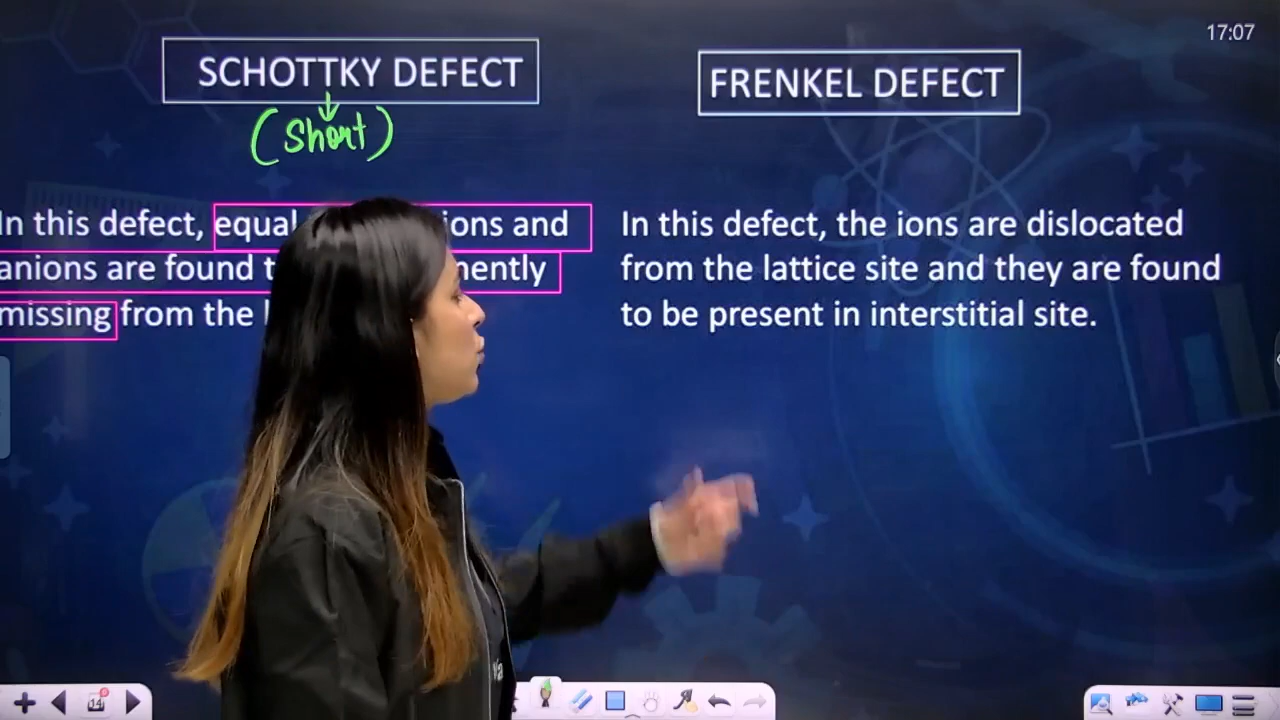 17:07
SCHOTTKY DEFECT
(Short)
In this defect, equal ions and
anions are found
missing from the
FRENKEL DEFECT
In this defect, the ions are dislocated
from the lattice site and they are found
to be present in interstitial site.
14